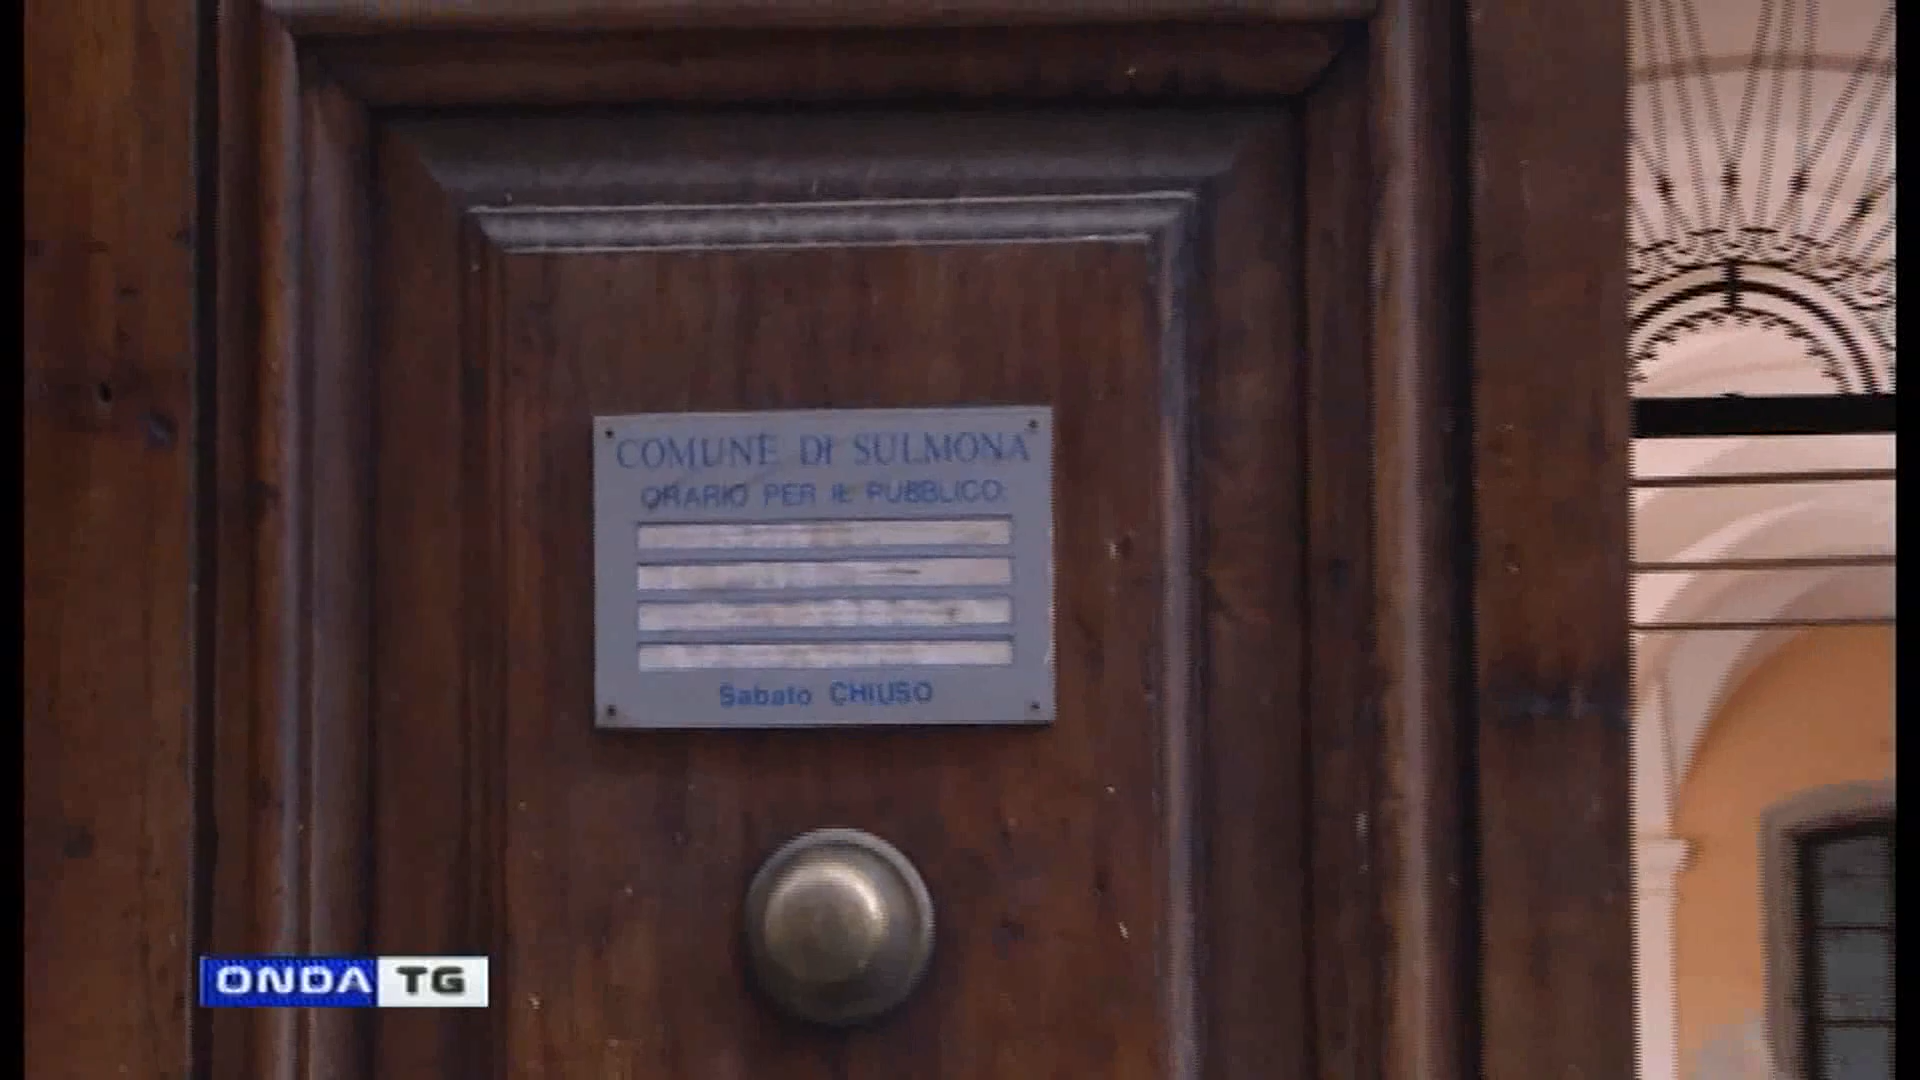 COMUNE DI SULMONA
ORARIO PER IL PUBBLICO:
Sabato CHIUSO
ONDA TG